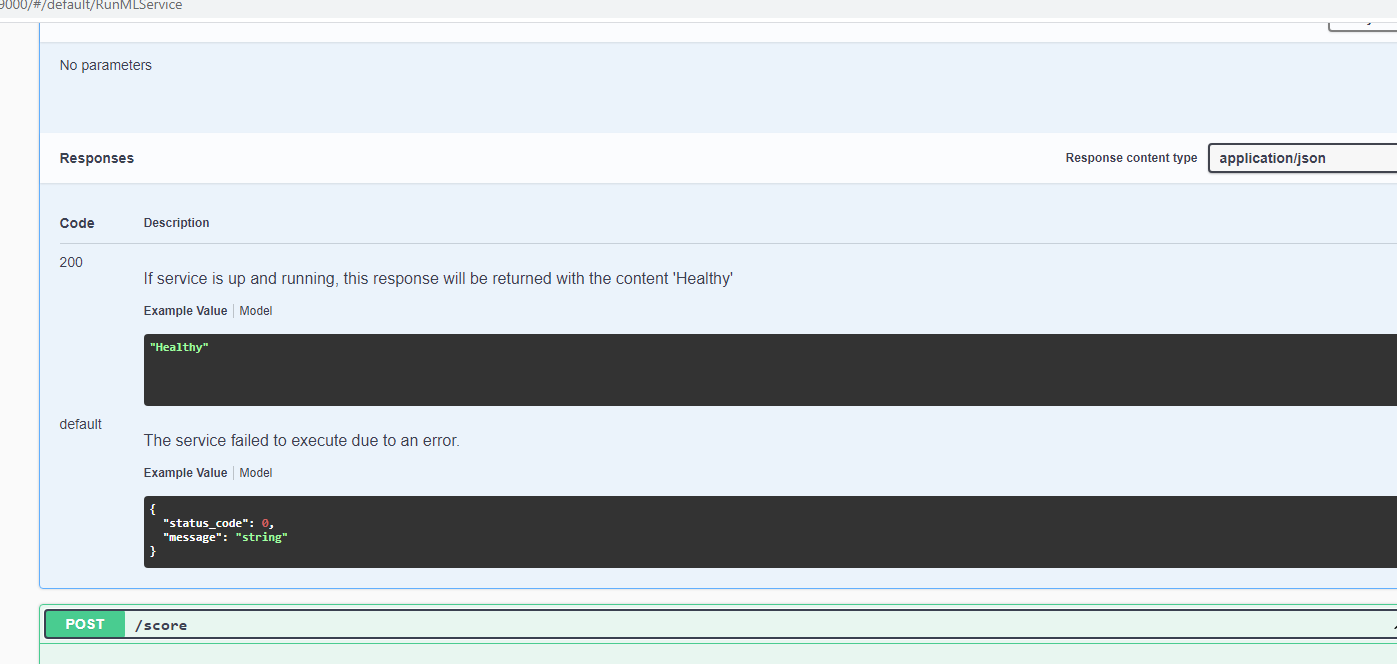 9000/#/default/RunMLService
No parameters
Responses
Response content type
application/json
Code
Description
200
If service is up and running, this response will be returned with the content 'Healthy'
Example Value
Model
"Healthy"
default
The service failed to execute due to an error.
Example Value
Model
{
"status_code": 0,
"message": "string"
}
POST
/score